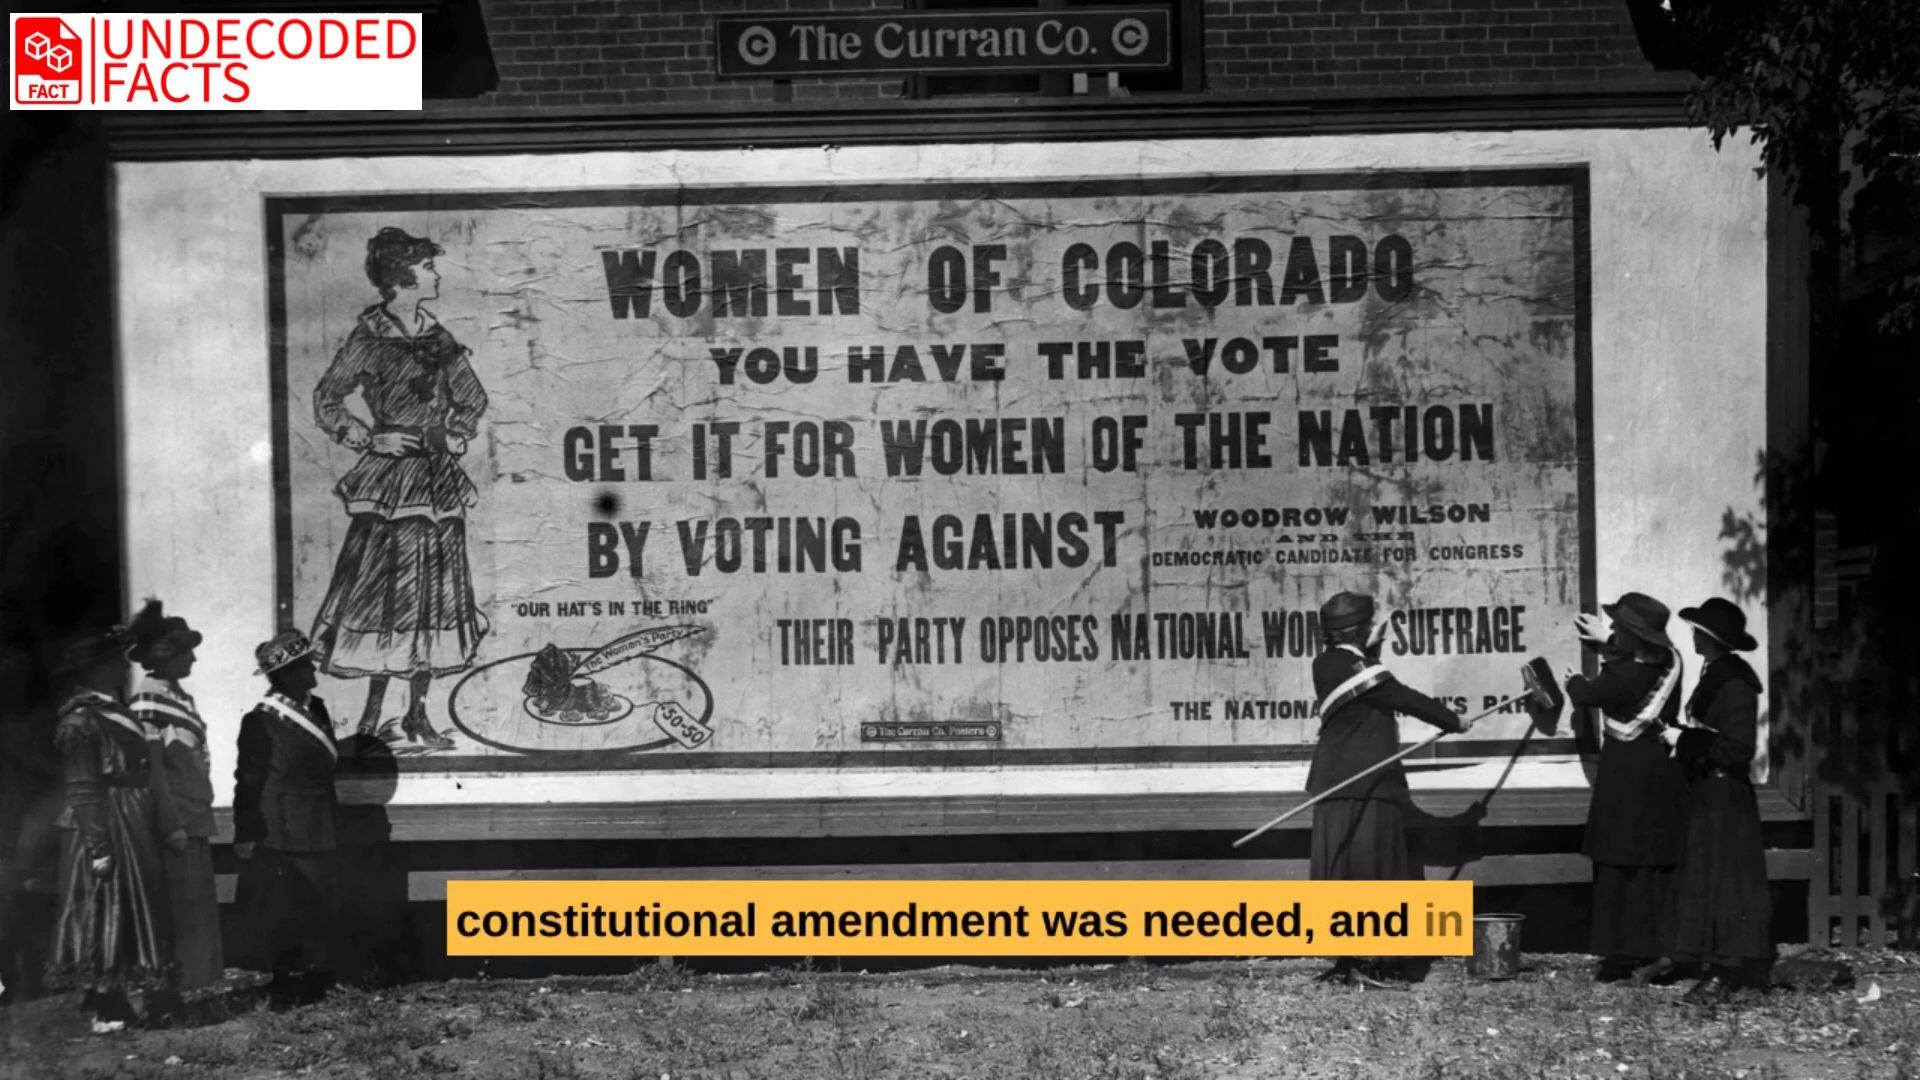 UNDECODED
FACTS
FACT
C The Curran Co. C
WOMEN OF COLORADO
YOU HAVE THE VOTE
GET IT FOR WOMEN OF THE NATION
BY VOTING AGAINST
WOODROW WILSON
AND THE
DEMOCRATIC CANDIDATE FOR CONGRESS
"OUR HAT'S IN THE RING"
The Woman's Party
50-50
THEIR PARTY OPPOSES NATIONAL WOM SUFFRAGE
THE NATIONA N'S PAR
C The Curran Co. Posters C
constitutional amendment was needed, and in